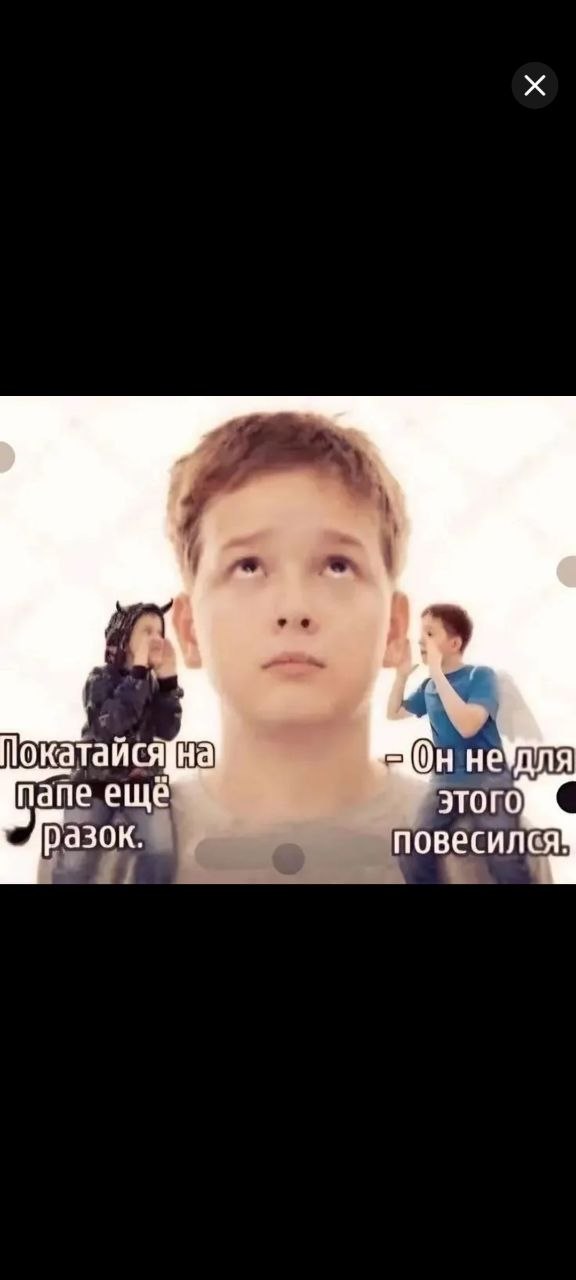 Покатайся на
папе ещё
разок.
- Он не для
этого
повесился.